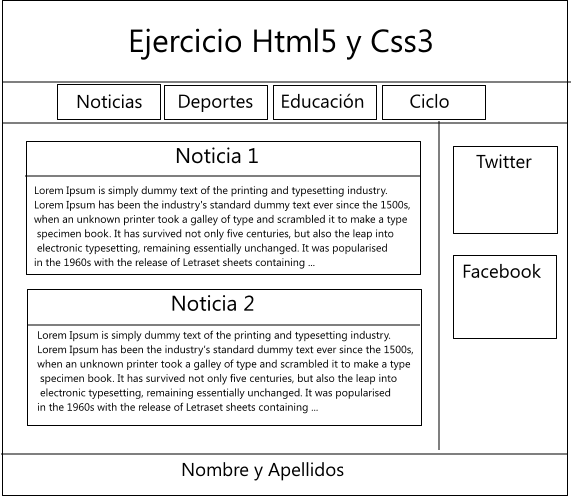 Ejercicio Html5 y Css3
Noticias Deportes Educación Ciclo
Noticia 1
Lorem Ipsum is simply dummy text of the printing and typesetting industry.
Lorem Ipsum has been the industry's standard dummy text ever since the 1500s,
when an unknown printer took a galley of type and scrambled it to make a type
specimen book. It has survived not only five centuries, but also the leap into
electronic typesetting, remaining essentially unchanged. It was popularised
in the 1960s with the release of Letraset sheets containing ...
Noticia 2
Lorem Ipsum is simply dummy text of the printing and typesetting industry.
Lorem Ipsum has been the industry's standard dummy text ever since the 1500s,
when an unknown printer took a galley of type and scrambled it to make a type
specimen book. It has survived not only five centuries, but also the leap into
electronic typesetting, remaining essentially unchanged. It was popularised
in the 1960s with the release of Letraset sheets containing ...
Twitter
Facebook
Nombre y Apellidos